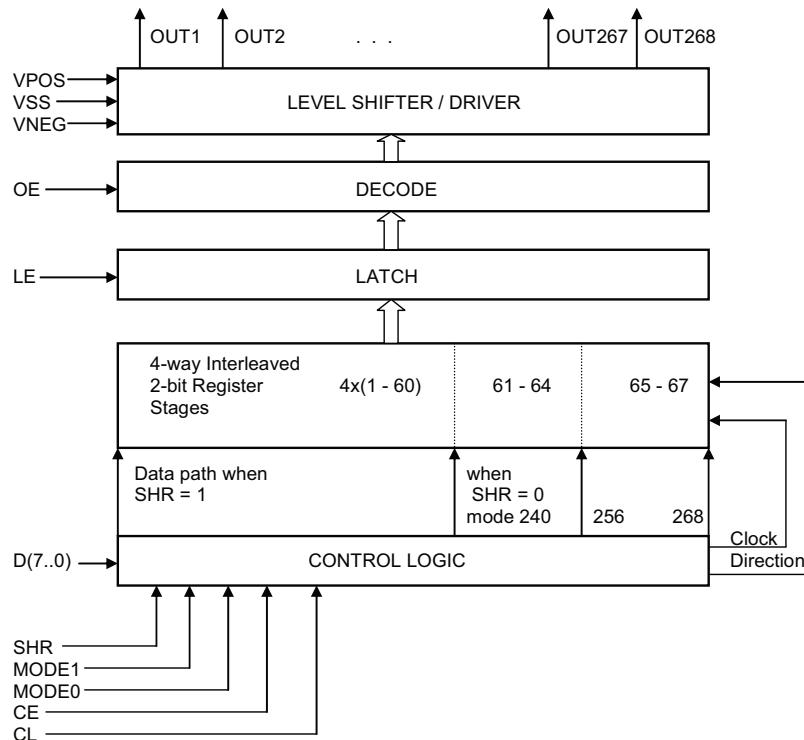 OUT1 OUT2 . . . OUT267 OUT268
VPOS
VSS
VNEG
LEVEL SHIFTER / DRIVER
OE
DECODE
LE
LATCH
4-way Interleaved
2-bit Register
Stages
4x(1 - 60)
61 - 64
65 - 67
Data path when
SHR = 1
when
SHR = 0
mode 240
256
268
Clock
Direction
D(7..0)
CONTROL LOGIC
SHR
MODE1
MODE0
CE
CL